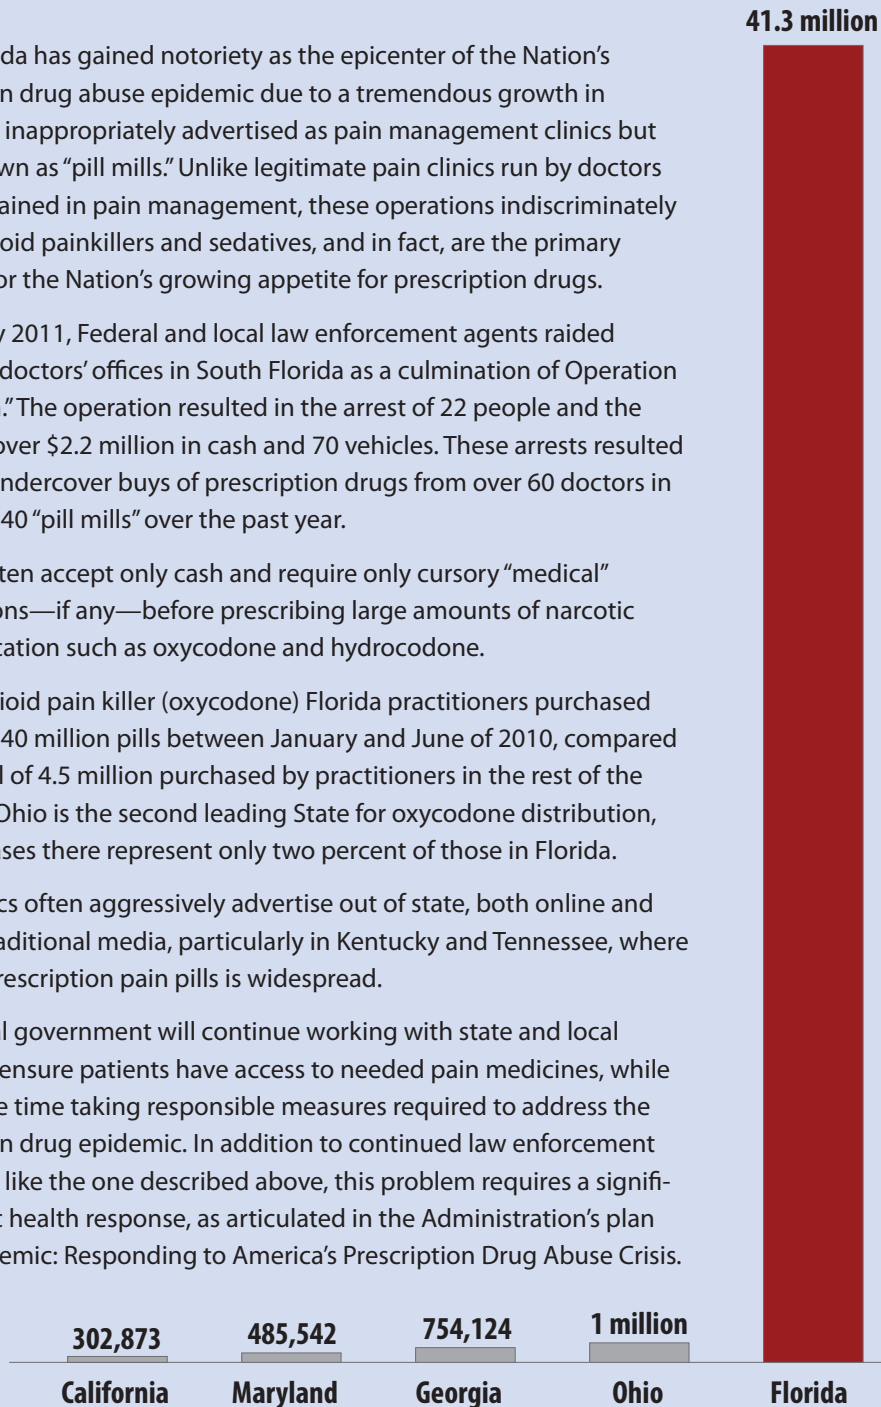 41.3 million
da has gained notoriety as the epicenter of the Nation's
n drug abuse epidemic due to a tremendous growth in
inappropriately advertised as pain management clinics but
wn as “pill mills.” Unlike legitimate pain clinics run by doctors
ained in pain management, these operations indiscriminately
oid painkillers and sedatives, and in fact, are the primary
or the Nation's growing appetite for prescription drugs.
y 2011, Federal and local law enforcement agents raided
doctors' offices in South Florida as a culmination of Operation
.” The operation resulted in the arrest of 22 people and the
over $2.2 million in cash and 70 vehicles. These arrests resulted
ndercover buys of prescription drugs from over 60 doctors in
40 “pill mills” over the past year.
ten accept only cash and require only cursory “medical”
ons—if any—before prescribing large amounts of narcotic
cation such as oxycodone and hydrocodone.
ioid pain killer (oxycodone) Florida practitioners purchased
40 million pills between January and June of 2010, compared
l of 4.5 million purchased by practitioners in the rest of the
Ohio is the second leading State for oxycodone distribution,
ases there represent only two percent of those in Florida.
cs often aggressively advertise out of state, both online and
aditional media, particularly in Kentucky and Tennessee, where
rescription pain pills is widespread.
al government will continue working with state and local
ensure patients have access to needed pain medicines, while
e time taking responsible measures required to address the
n drug epidemic. In addition to continued law enforcement
like the one described above, this problem requires a signifi-
t health response, as articulated in the Administration's plan
emic: Responding to America's Prescription Drug Abuse Crisis.
302,873 485,542 754,124 1 million
California Maryland Georgia Ohio Florida